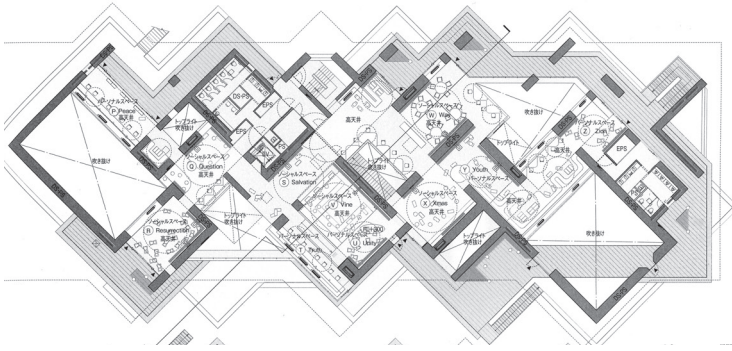 パーソナルスペース
P Peace
高天井
吹き抜け
トップライト
吹き抜け
DS・PS
EPS
EPS
高天井
ソーシャルスペース
W Way
高天井
トップライト
吹き抜け
パーソナルスペース
Z Zion
高天井
EPS
ソーシャルスペース
Q Question
高天井
ソーシャルスペース
S Salvation
トップライト
吹き抜け
Y Youth
パーソナルスペース
ソーシャルスペース
R Resurrection
高天井
トップライト
吹き抜け
ソーシャルスペース
V Vine
高天井
ソーシャルスペース
X Xmas
高天井
パーソナルスペース
T Truth
パーソナルスペース
U Unity
トップライト
吹き抜け
吹き抜け
DS・PS